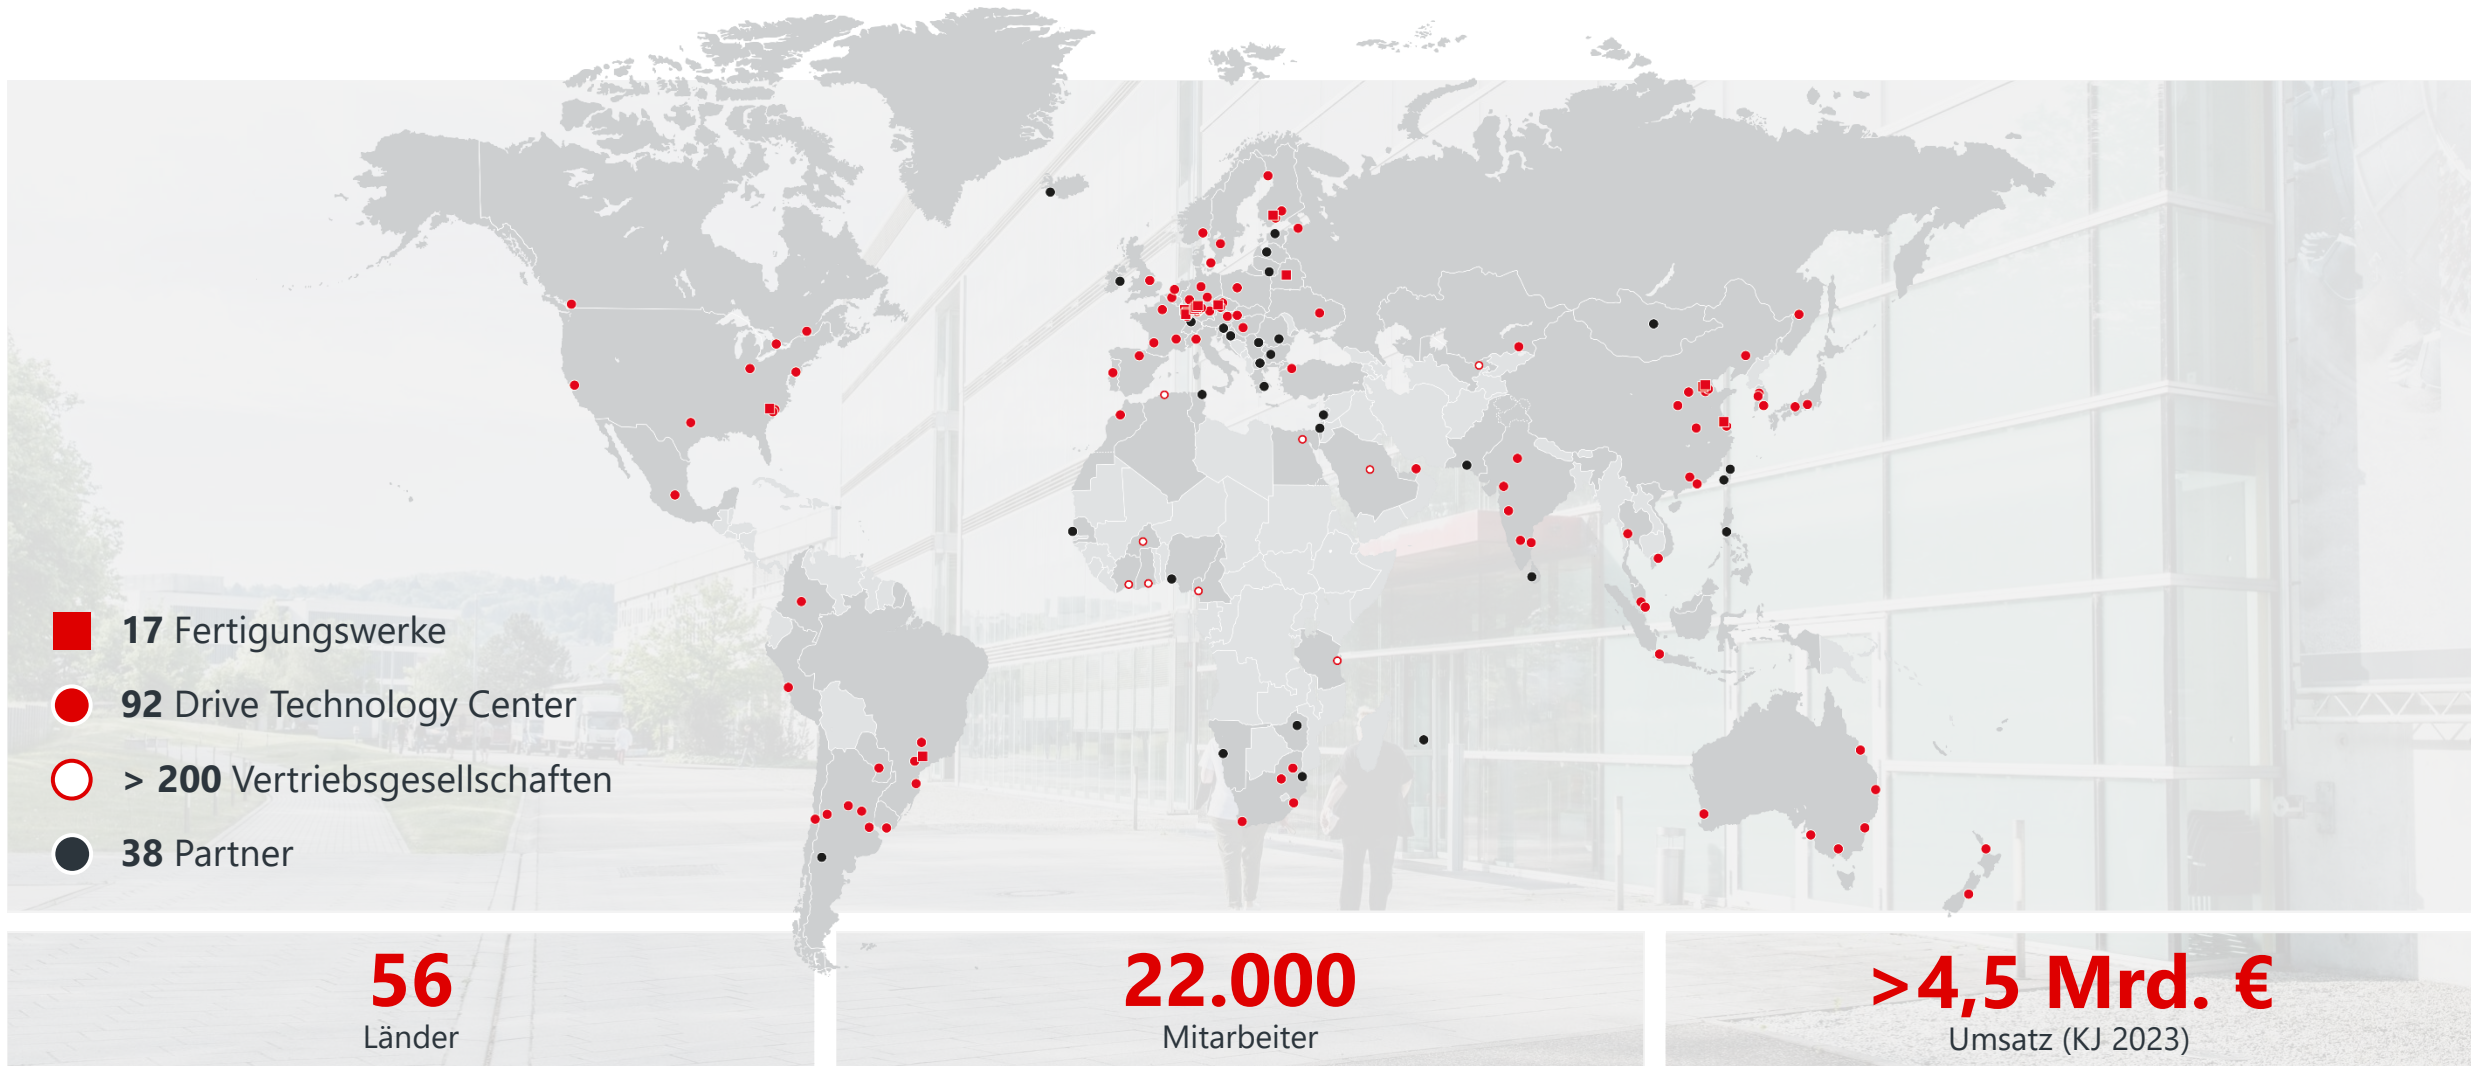 17 Fertigungswerke
92 Drive Technology Center
> 200 Vertriebsgesellschaften
38 Partner
56
Länder
22.000
Mitarbeiter
>4,5 Mrd. €
Umsatz (KJ 2023)